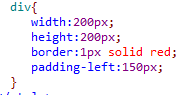 div{
width:200px;
height:200px;
border:1px solid red;
padding-left:150px;
}